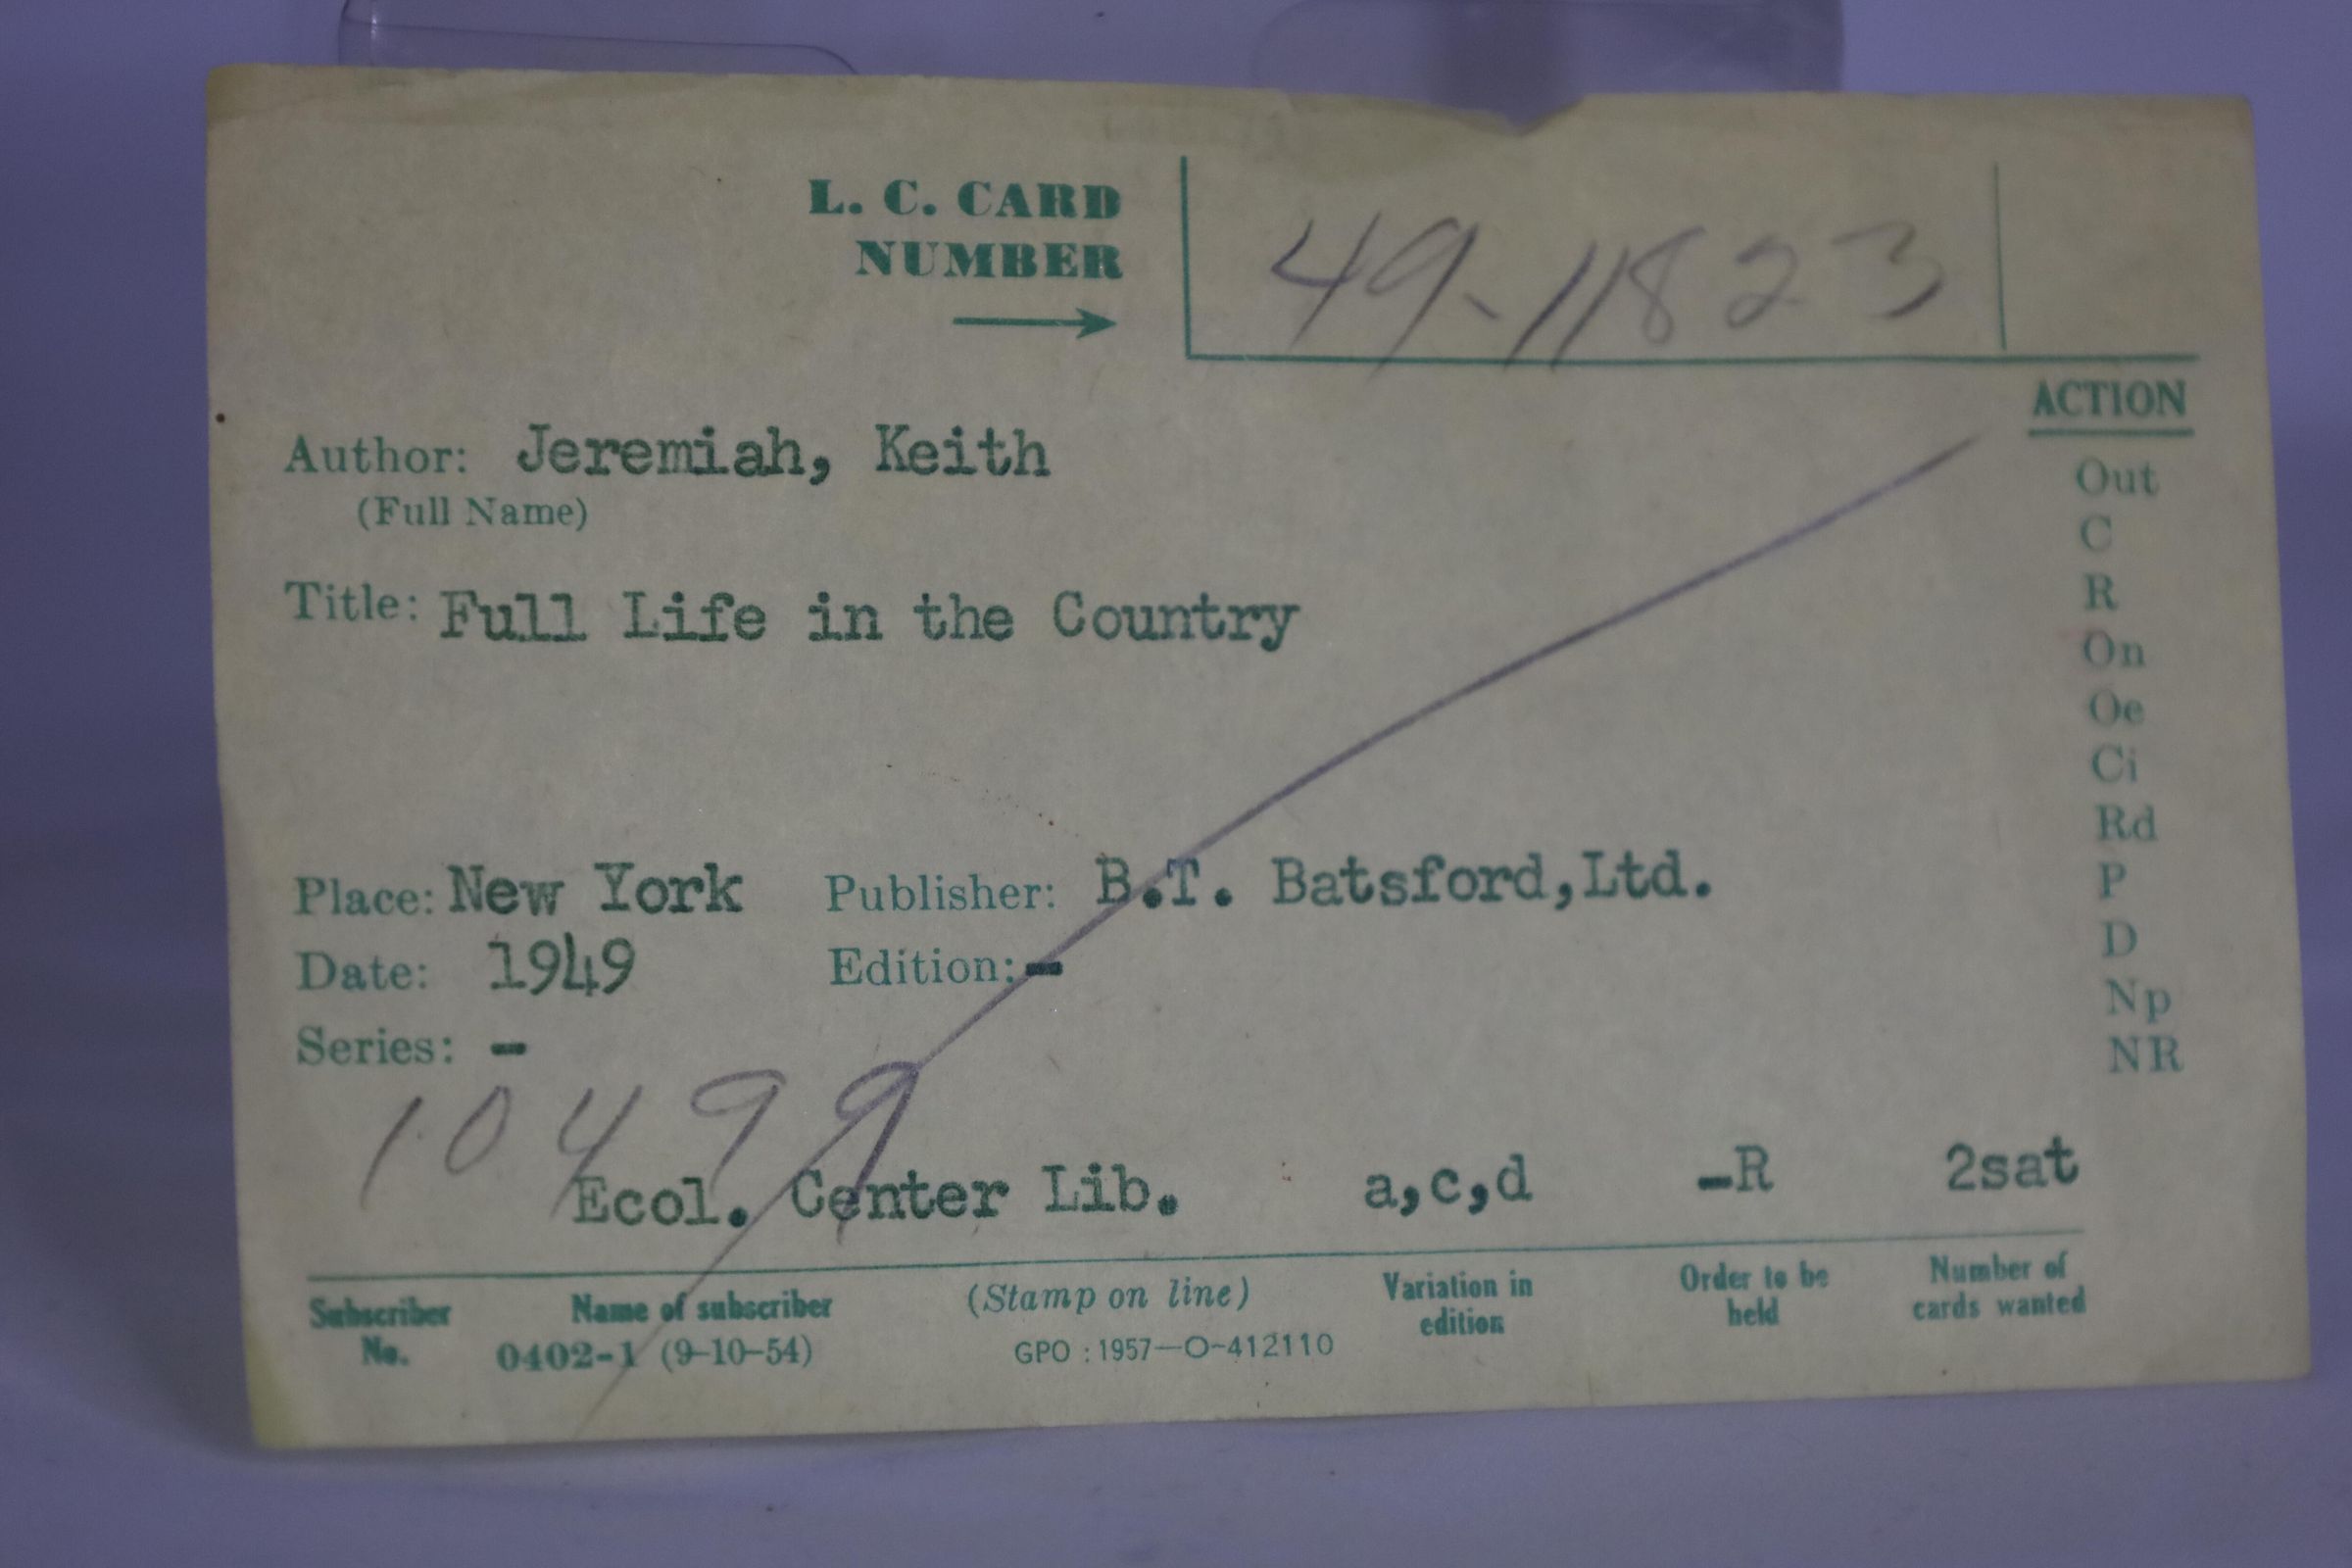 L. C. CARD
NUMBER
49-11823
ACTION
Author: Jeremiah, Keith
(Full Name)
Out
C
R
On
Oe
Ci
Rd
P
D
Np
NR
Title: Full Life in the Country
Place: New York Publisher: B.T. Batsford,Ltd.
Date: 1949 Edition: -
Series: -
10499
Ecol. Center Lib. a,c,d -R 2sat
Subscriber
No.
Name of subscriber
0402-1 (9-10-54)
(Stamp on line)
GPO : 1957—O-412110
Variation in
edition
Order to be
held
Number of
cards wanted